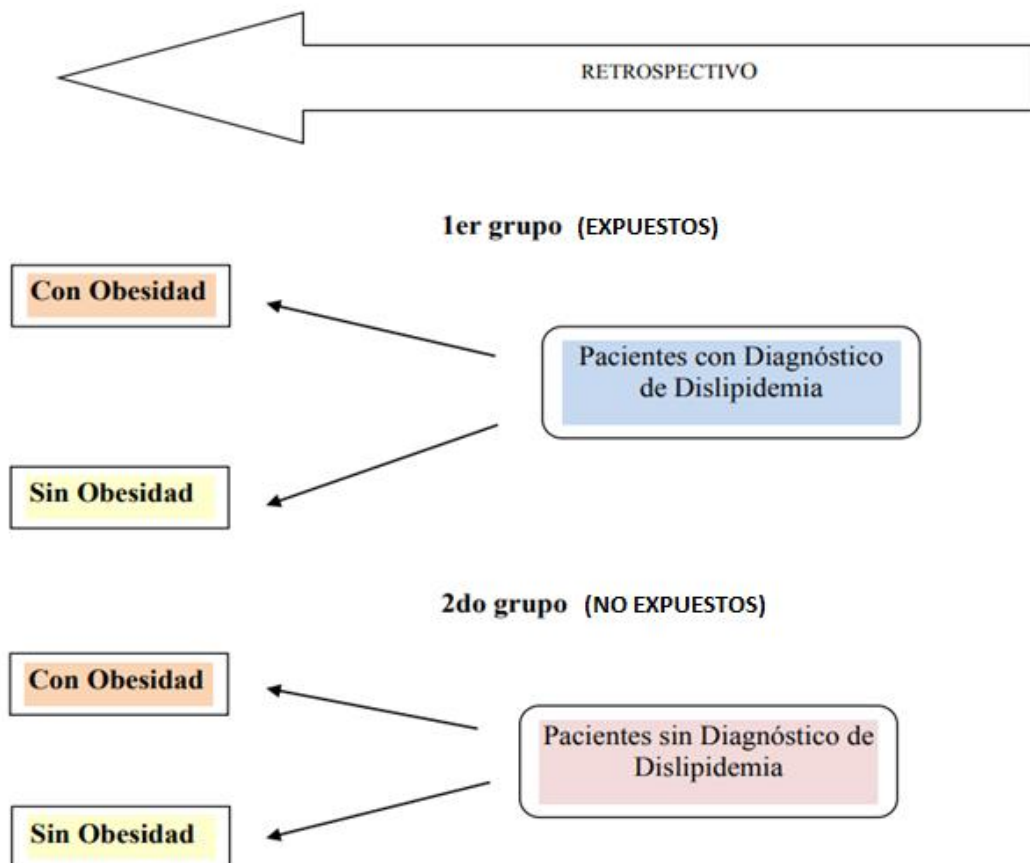 RETROSPECTIVO
1er grupo (EXPUESTOS)
Con Obesidad
Pacientes con Diagnóstico
de Dislipidemia
Sin Obesidad
2do grupo (NO EXPUESTOS)
Con Obesidad
Pacientes sin Diagnóstico de
Dislipidemia
Sin Obesidad